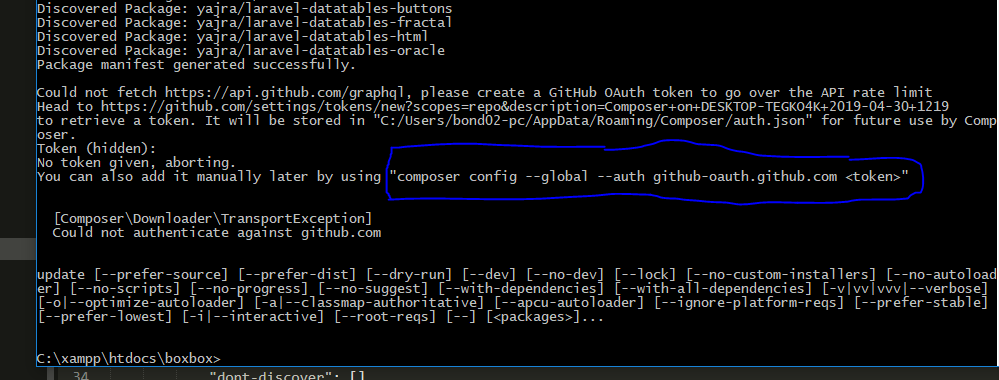 Discovered Package: yajra/laravel-datatables-buttons
Discovered Package: yajra/laravel-datatables-fractal
Discovered Package: yajra/laravel-datatables-html
Discovered Package: yajra/laravel-datatables-oracle
Package manifest generated successfully.
Could not fetch https://api.github.com/graphql, please create a GitHub OAuth token to go over the API rate limit
Head to https://github.com/settings/tokens/new?scopes=repo&description=Composer+on+DESKTOP-TEGKO4K+2019-04-30+1219
to retrieve a token. It will be stored in "C:/Users/bond02-pc/AppData/Roaming/Composer/auth.json" for future use by Comp
oser.
Token (hidden):
No token given, aborting.
You can also add it manually later by using "composer config --global --auth github-oauth.github.com <token>"
[Composer\Downloader\TransportException]
Could not authenticate against github.com
update [--prefer-source] [--prefer-dist] [--dry-run] [--dev] [--no-dev] [--lock] [--no-custom-installers] [--no-autoload
er] [--no-scripts] [--no-progress] [--no-suggest] [--with-dependencies] [--with-all-dependencies] [-v|vv|vvv|--verbose]
[-o|--optimize-autoloader] [-a|--classmap-authoritative] [--apcu-autoloader] [--ignore-platform-reqs] [--prefer-stable]
[--prefer-lowest] [-i|--interactive] [--root-reqs] [--] [<packages>]...
C:\xampp\htdocs\boxbox>
34 "dont-discover": []